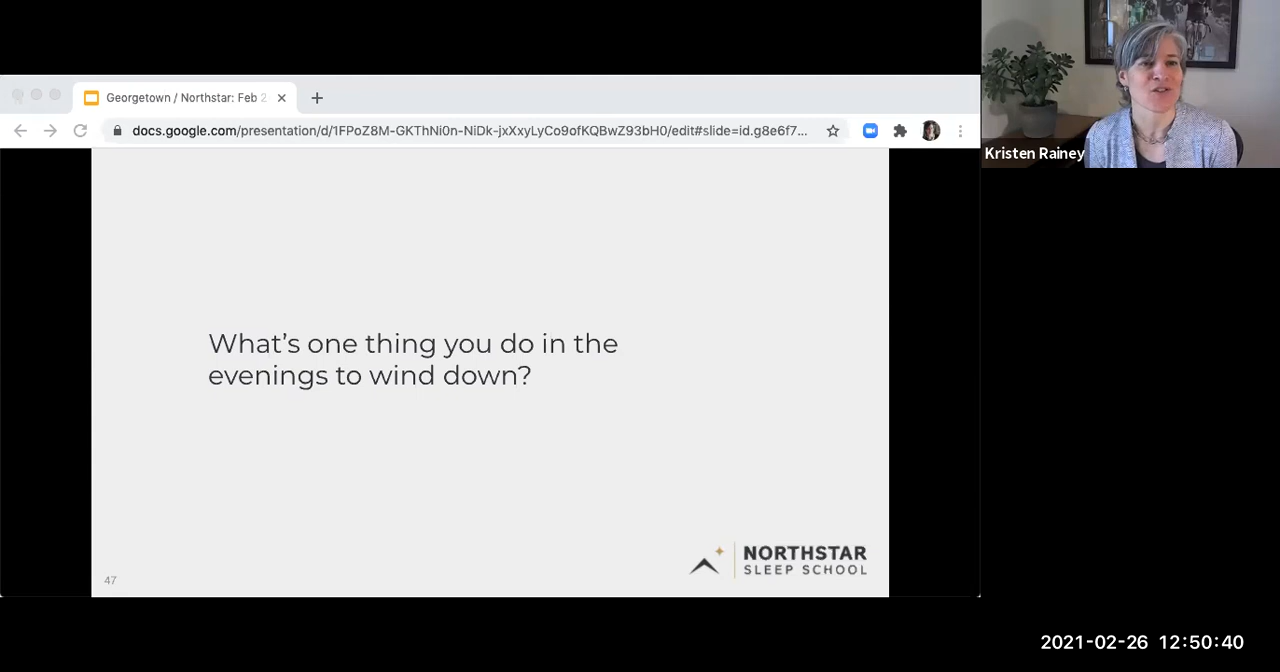 Georgetown / Northstar: Feb 2
docs.google.com/presentation/d/1FPoZ8M-GKThNi0n-NiDk-jxXxyLyCo9ofKQBwZ93bH0/edit#slide=id.g8e6f7...
Kristen Rainey
What's one thing you do in the
evenings to wind down?
NORTHSTAR
SLEEP SCHOOL
47
2021-02-26 12:50:40